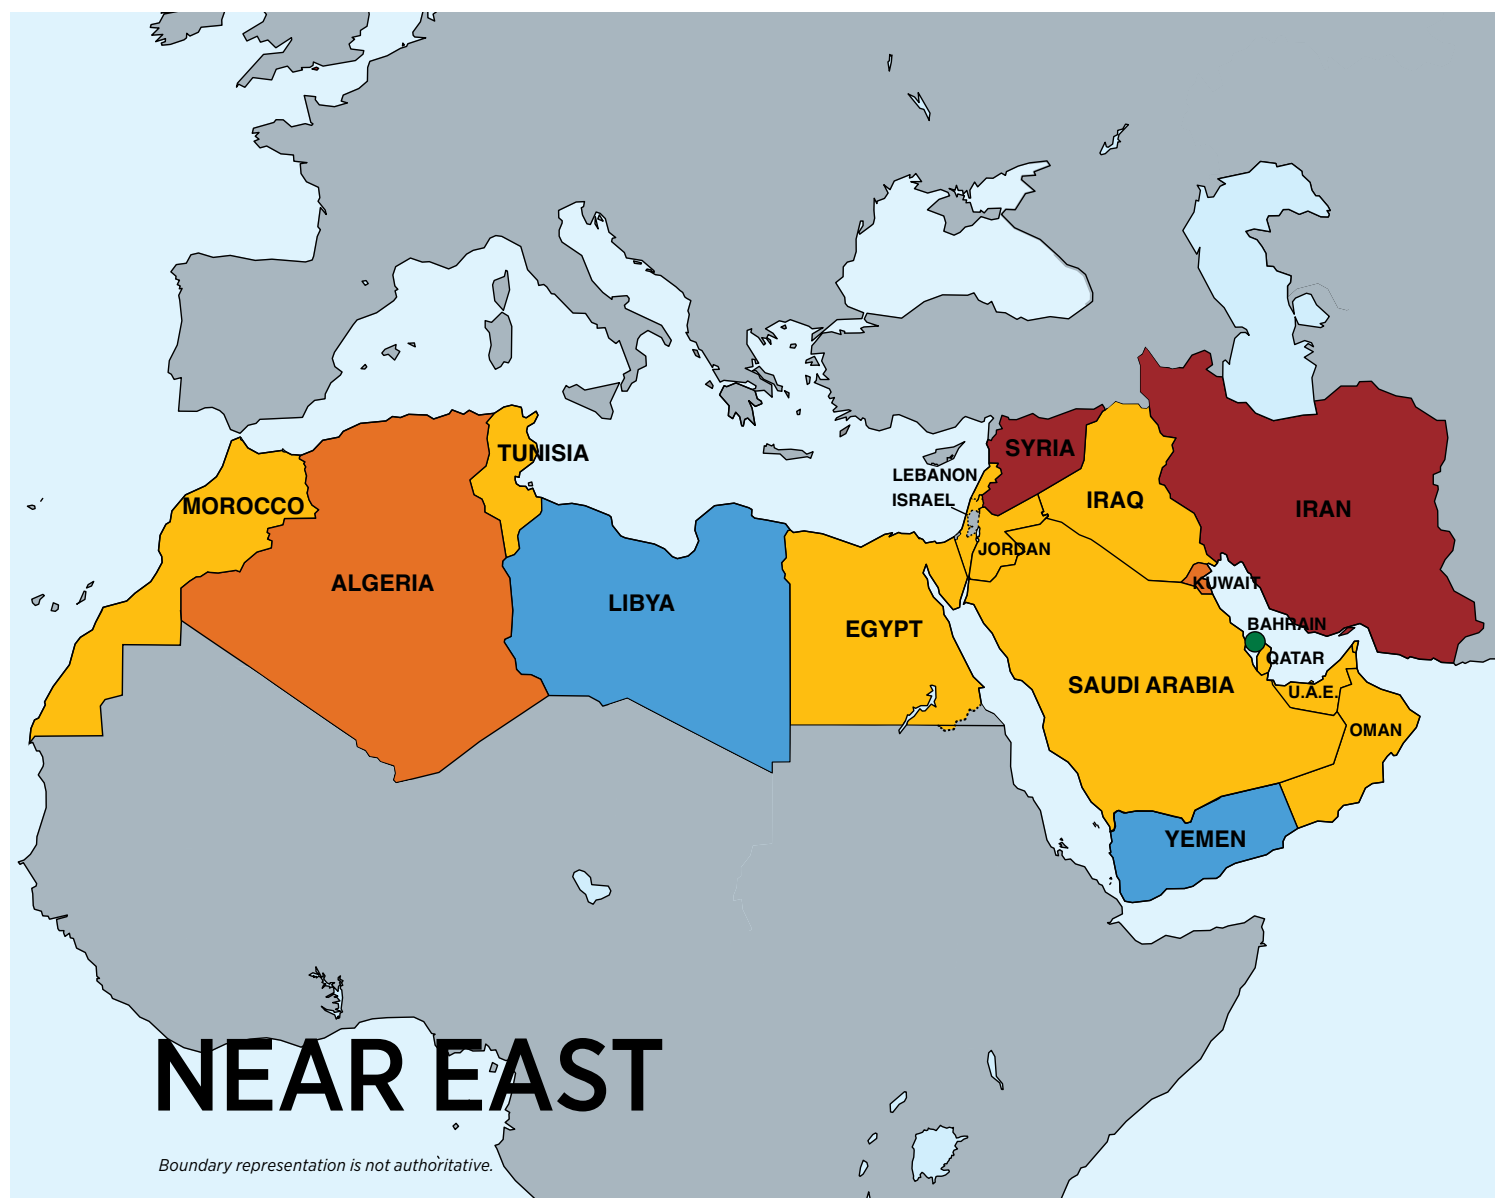 SYRIA
TUNISIA
LEBANON
MOROCCO
ISRAEL
IRAQ
IRAN
JORDAN
ALGERIA
KUWAIT
LIBYA
EGYPT
BAHRAIN
QATAR
SAUDI ARABIA
U.A.E.
OMAN
YEMEN
NEAR EAST
Boundary representation is not authoritative.